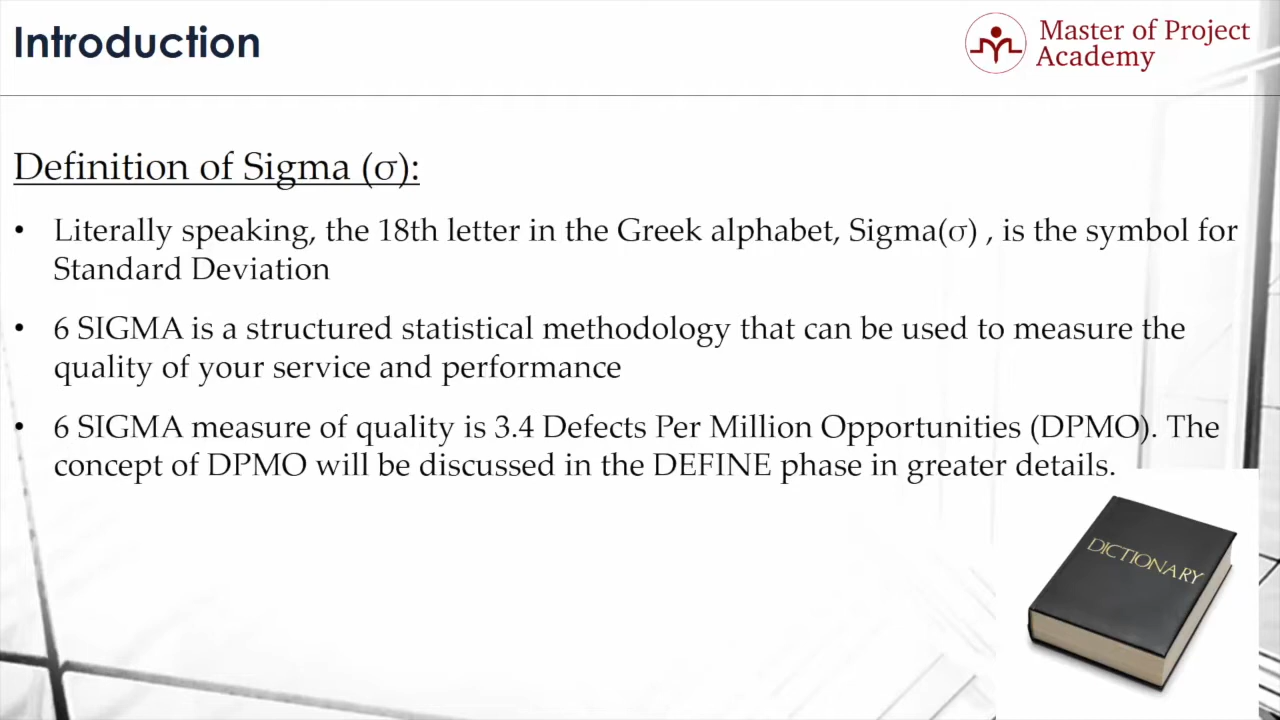 Introduction
Master of Project
Academy
Definition of Sigma (σ):
• Literally speaking, the 18th letter in the Greek alphabet, Sigma(σ) , is the symbol for
Standard Deviation
• 6 SIGMA is a structured statistical methodology that can be used to measure the
quality of your service and performance
• 6 SIGMA measure of quality is 3.4 Defects Per Million Opportunities (DPMO). The
concept of DPMO will be discussed in the DEFINE phase in greater details.
DICTIONARY